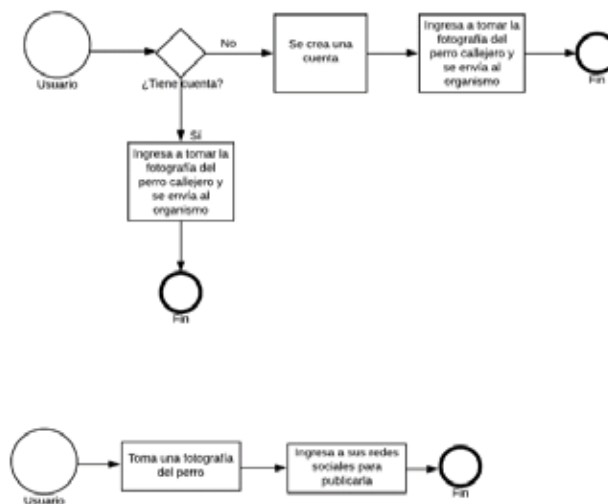 Usuario
¿Tiene cuenta?
No
Se crea una
cuenta
Ingresa a tomar la
fotografía del
perro callejero y
se envía al
organismo
Fin
Sí
Ingresa a tomar la
fotografía del
perro callejero y
se envía al
organismo
Fin
Usuario
Toma una fotografía
del perro
Ingresa a sus redes
sociales para
publicarla
Fin